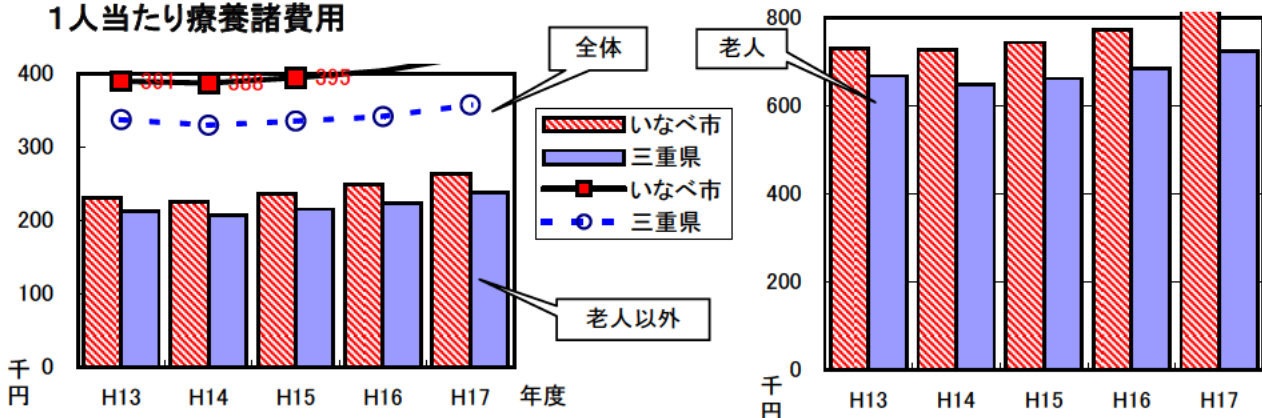 1人当たり療養諸費用
全体
400
391
388
395
300
200
100
0
千円
H13
H14
H15
H16
H17
年度
いなべ市
三重県
いなべ市
三重県
老人以外
老人
800
600
400
200
0
千円
H13
H14
H15
H16
H17